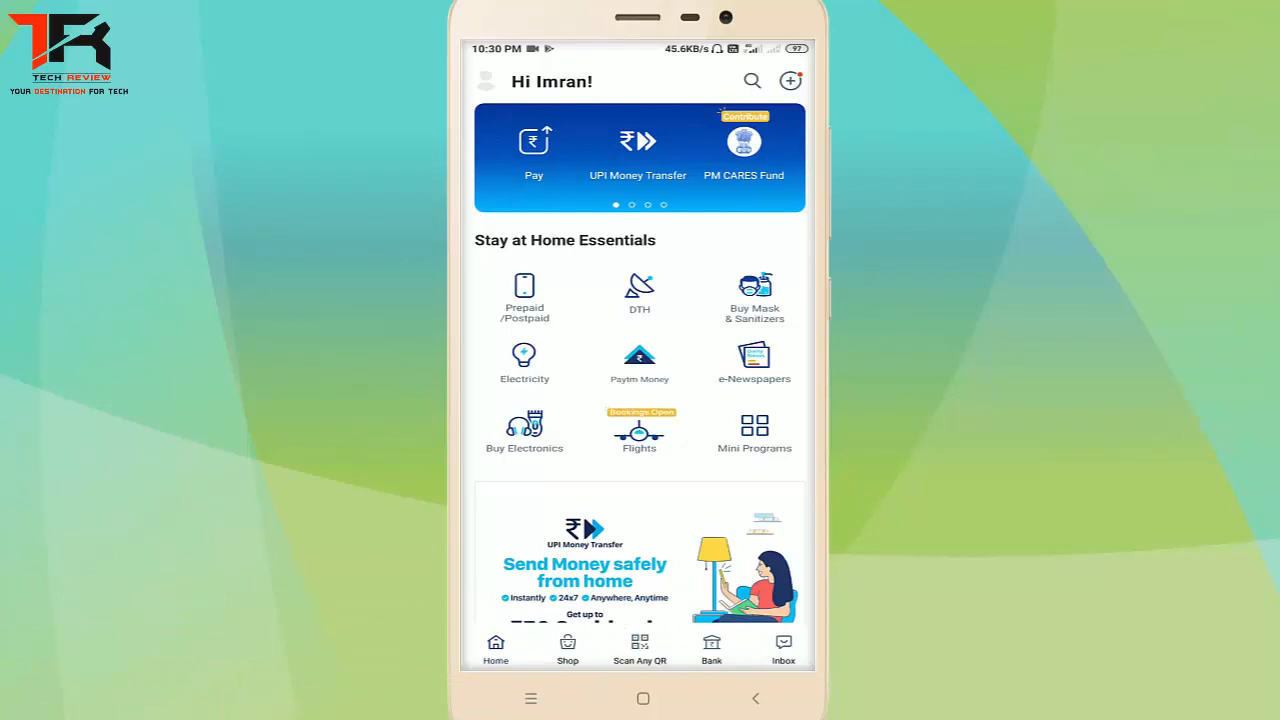 TR
TECH REVIEW
YOUR DESTINATION FOR TECH
10:30 PM
45.6KB/s
97
Hi Imran!
Contribute
Pay
UPI Money Transfer
PM CARES Fund
Stay at Home Essentials
Prepaid
/Postpaid
DTH
Buy Mask
& Sanitizers
Electricity
Paytm Money
Daily
News
e-Newspapers
Buy Electronics
Bookings Open
Flights
Mini Programs
UPI Money Transfer
Send Money safely
from home
Instantly 24x7 Anywhere, Anytime
Get up to
Home
Shop
Scan Any QR
Bank
Inbox